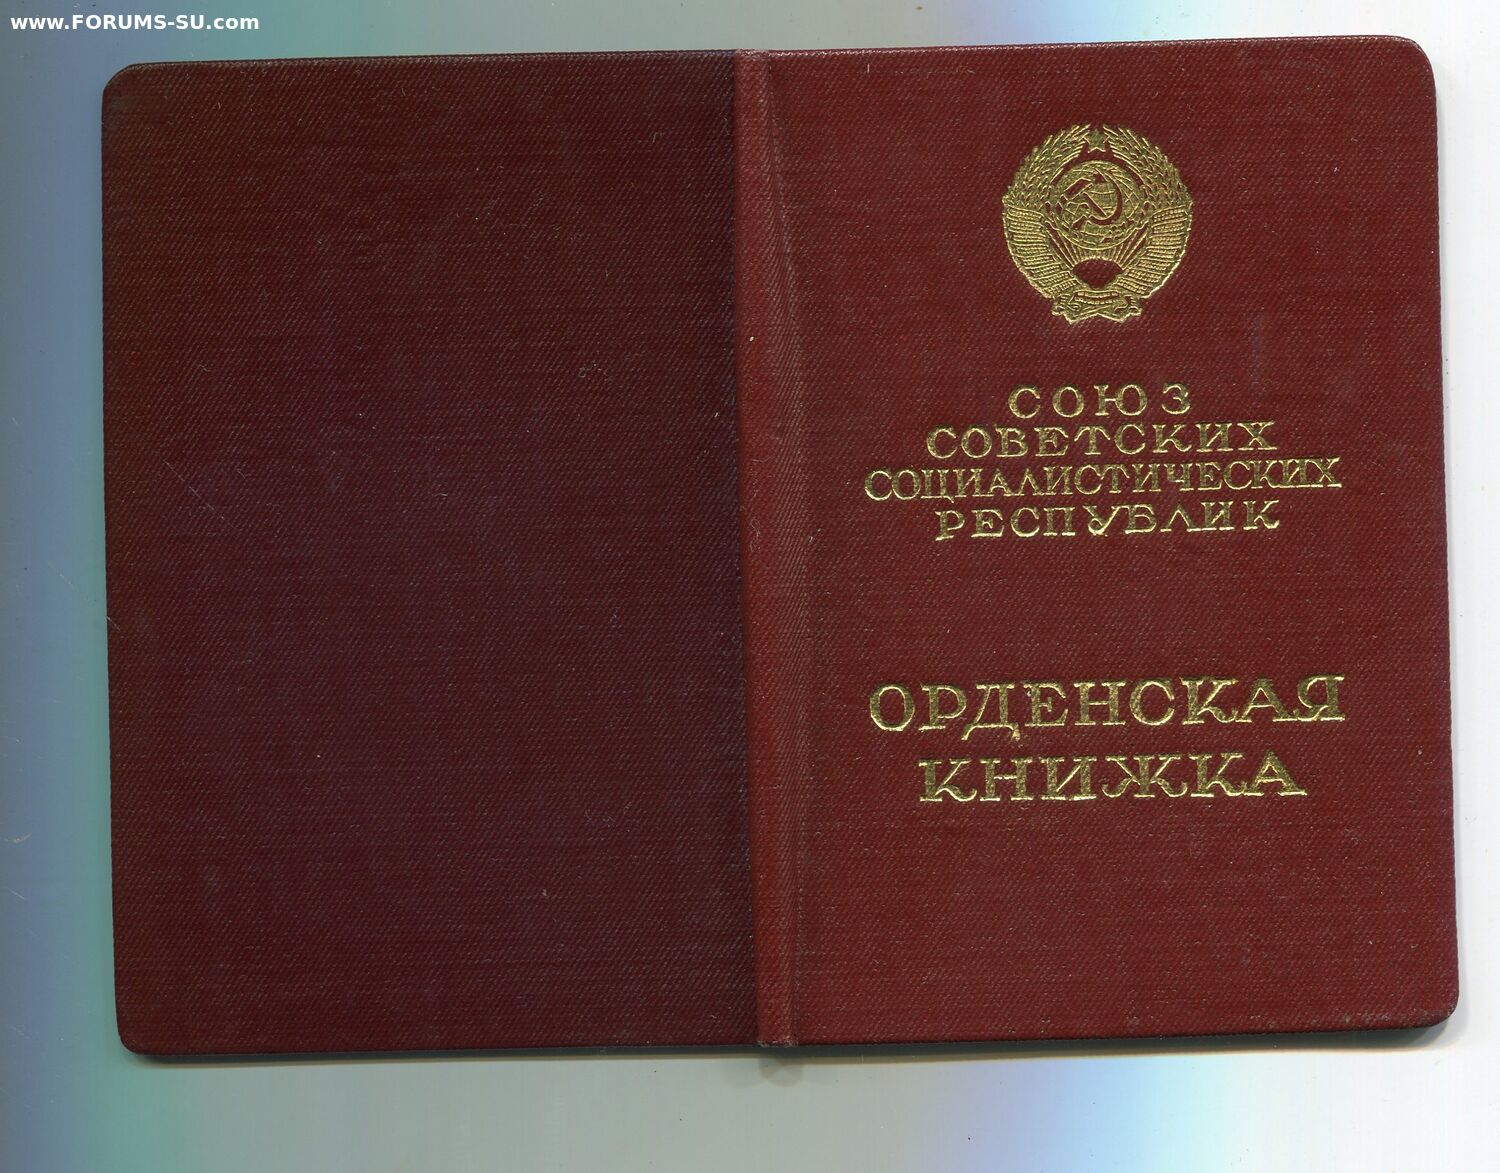 www.FORUMS-SU.com
СОЮЗ
СОВЕТСКИХ
СОЦИАЛИСТИЧЕСКИХ
РЕСПУБЛИК
ОРДЕНСКАЯ
КНИЖКА